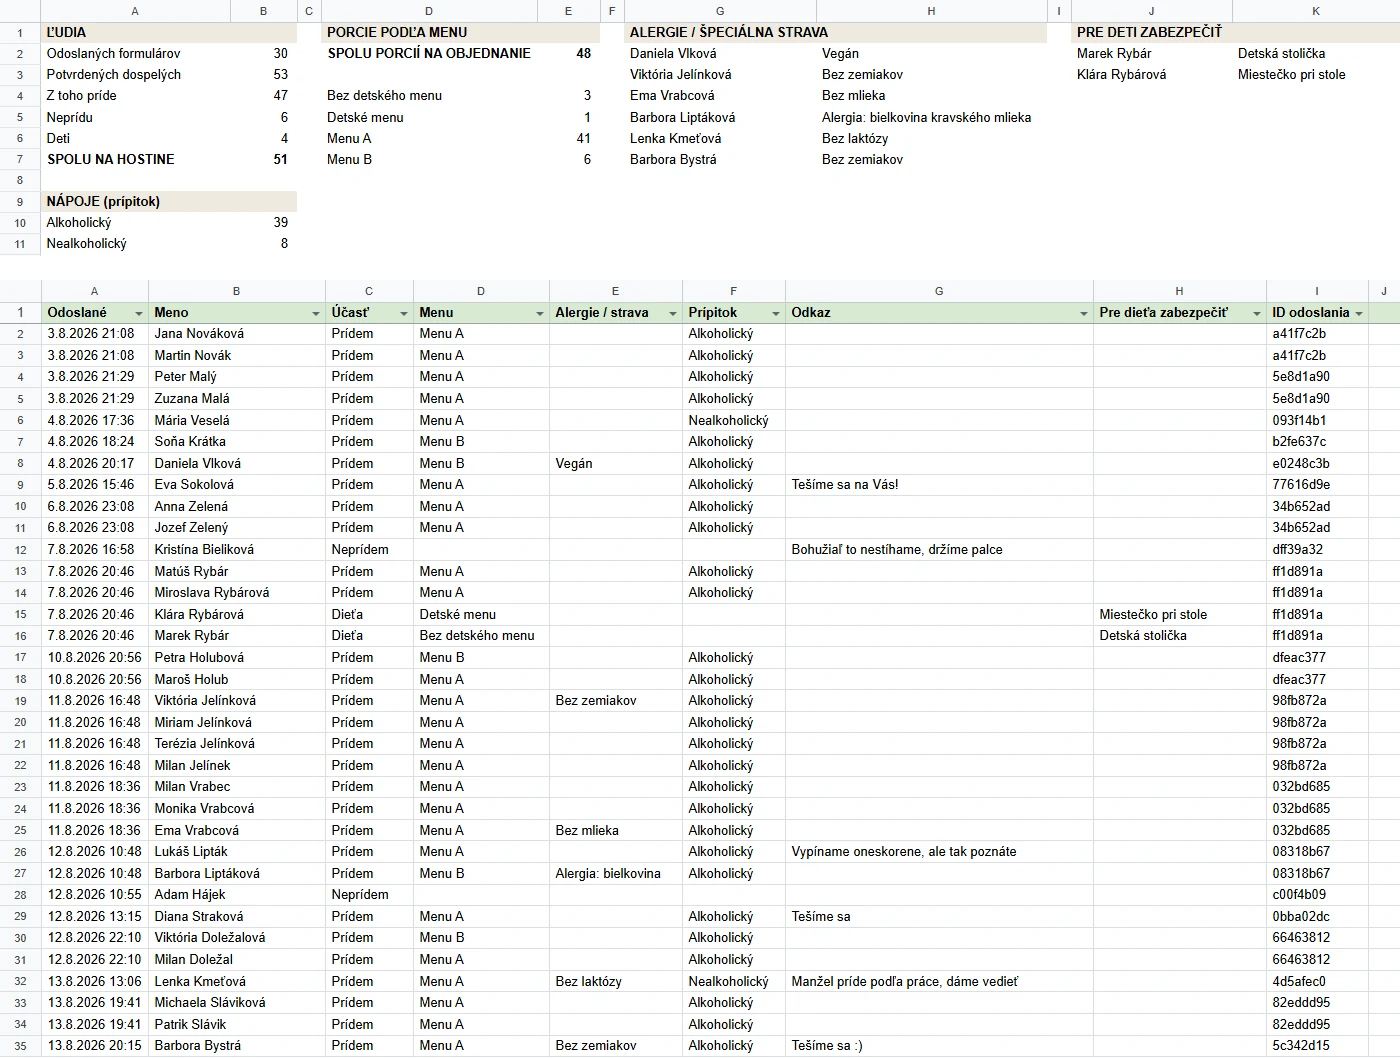 A B C D E F G H I J K
1 ĽUDIA PORCIE PODĽA MENU ALERGIE / ŠPECIÁLNA STRAVA PRE DETI ZABEZPEČIŤ
2 Odoslaných formulárov 30 SPOLU PORCIÍ NA OBJEDNANIE 48 Daniela Vlková Vegán Marek Rybár Detská stolička
3 Potvrdených dospelých 53 Viktória Jelínková Bez zemiakov Klára Rybárová Miestečko pri stole
4 Z toho príde 47 Bez detského menu 3 Ema Vrabcová Bez mlieka
5 Neprídu 6 Detské menu 1 Barbora Liptáková Alergia: bielkovina kravského mlieka
6 Deti 4 Menu A 41 Lenka Kmeťová Bez laktózy
7 SPOLU NA HOSTINE 51 Menu B 6 Barbora Bystrá Bez zemiakov
8
9 NÁPOJE (prípitok)
10 Alkoholický 39
11 Nealkoholický 8
A B C D E F G H I J
1 Odoslané Meno Účasť Menu Alergie / strava Prípitok Odkaz Pre dieťa zabezpečiť ID odoslania
2 3.8.2026 21:08 Jana Nováková Prídem Menu A Alkoholický a41f7c2b
3 3.8.2026 21:08 Martin Novák Prídem Menu A Alkoholický a41f7c2b
4 3.8.2026 21:29 Peter Malý Prídem Menu A Alkoholický 5e8d1a90
5 3.8.2026 21:29 Zuzana Malá Prídem Menu A Alkoholický 5e8d1a90
6 4.8.2026 17:36 Mária Veselá Prídem Menu A Nealkoholický 093f14b1
7 4.8.2026 18:24 Soňa Krátka Prídem Menu B Alkoholický b2fe637c
8 4.8.2026 20:17 Daniela Vlková Prídem Menu B Vegán Alkoholický e0248c3b
9 5.8.2026 15:46 Eva Sokolová Prídem Menu A Alkoholický Tešíme sa na Vás! 77616d9e
10 6.8.2026 23:08 Anna Zelená Prídem Menu A Alkoholický 34b652ad
11 6.8.2026 23:08 Jozef Zelený Prídem Menu A Alkoholický 34b652ad
12 7.8.2026 16:58 Kristína Bieliková Neprídem Bohužiaľ to nestíhame, držíme palce dff39a32
13 7.8.2026 20:46 Matúš Rybár Prídem Menu A Alkoholický ff1d891a
14 7.8.2026 20:46 Miroslava Rybárová Prídem Menu A Alkoholický ff1d891a
15 7.8.2026 20:46 Klára Rybárová Dieťa Detské menu Miestečko pri stole ff1d891a
16 7.8.2026 20:46 Marek Rybár Dieťa Bez detského menu Detská stolička ff1d891a
17 10.8.2026 20:56 Petra Holubová Prídem Menu B Alkoholický dfeac377
18 10.8.2026 20:56 Maroš Holub Prídem Menu A Alkoholický dfeac377
19 11.8.2026 16:48 Viktória Jelínková Prídem Menu A Bez zemiakov Alkoholický 98fb872a
20 11.8.2026 16:48 Miriam Jelínková Prídem Menu A Alkoholický 98fb872a
21 11.8.2026 16:48 Terézia Jelínková Prídem Menu A Alkoholický 98fb872a
22 11.8.2026 16:48 Milan Jelínek Prídem Menu A Alkoholický 98fb872a
23 11.8.2026 18:36 Milan Vrabec Prídem Menu A Alkoholický 032bd685
24 11.8.2026 18:36 Monika Vrabcová Prídem Menu A Alkoholický 032bd685
25 11.8.2026 18:36 Ema Vrabcová Prídem Menu A Bez mlieka Alkoholický 032bd685
26 12.8.2026 10:48 Lukáš Lipták Prídem Menu A Alkoholický Vypíname oneskorene, ale tak poznáte 08318b67
27 12.8.2026 10:48 Barbora Liptáková Prídem Menu B Alergia: bielkovina Alkoholický 08318b67
28 12.8.2026 10:55 Adam Hájek Neprídem c00f4b09
29 12.8.2026 13:15 Diana Straková Prídem Menu A Alkoholický Tešíme sa 0bba02dc
30 12.8.2026 22:10 Viktória Doležalová Prídem Menu B Alkoholický 66463812
31 12.8.2026 22:10 Milan Doležal Prídem Menu A Alkoholický 66463812
32 13.8.2026 13:06 Lenka Kmeťová Prídem Menu A Bez laktózy Nealkoholický Manžel príde podľa práce, dáme vedieť 4d5afec0
33 13.8.2026 19:41 Michaela Sláviková Prídem Menu A Alkoholický 82eddd95
34 13.8.2026 19:41 Patrik Slávik Prídem Menu A Alkoholický 82eddd95
35 13.8.2026 20:15 Barbora Bystrá Prídem Menu A Bez zemiakov Alkoholický Tešíme sa :) 5c342d15